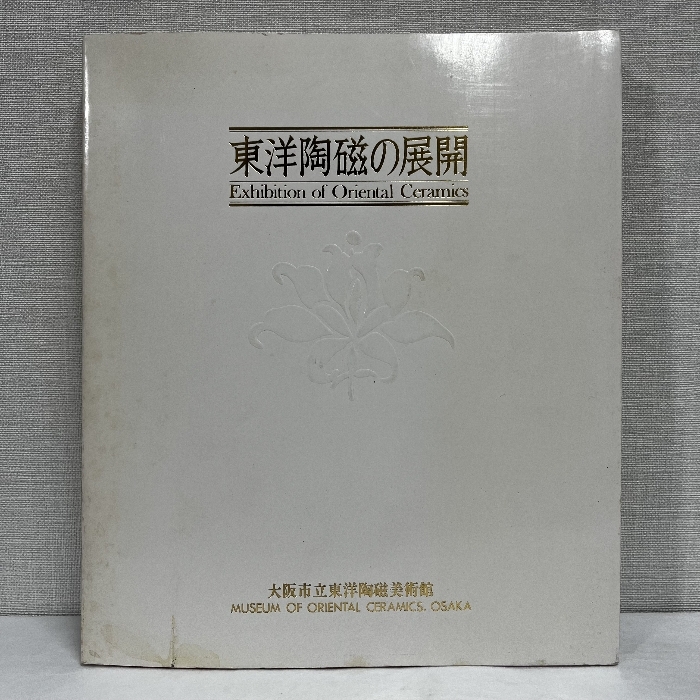 東洋陶磁の展開
Exhibition of Oriental Ceramics
大阪市立東洋陶磁美術館
MUSEUM OF ORIENTAL CERAMICS. OSAKA